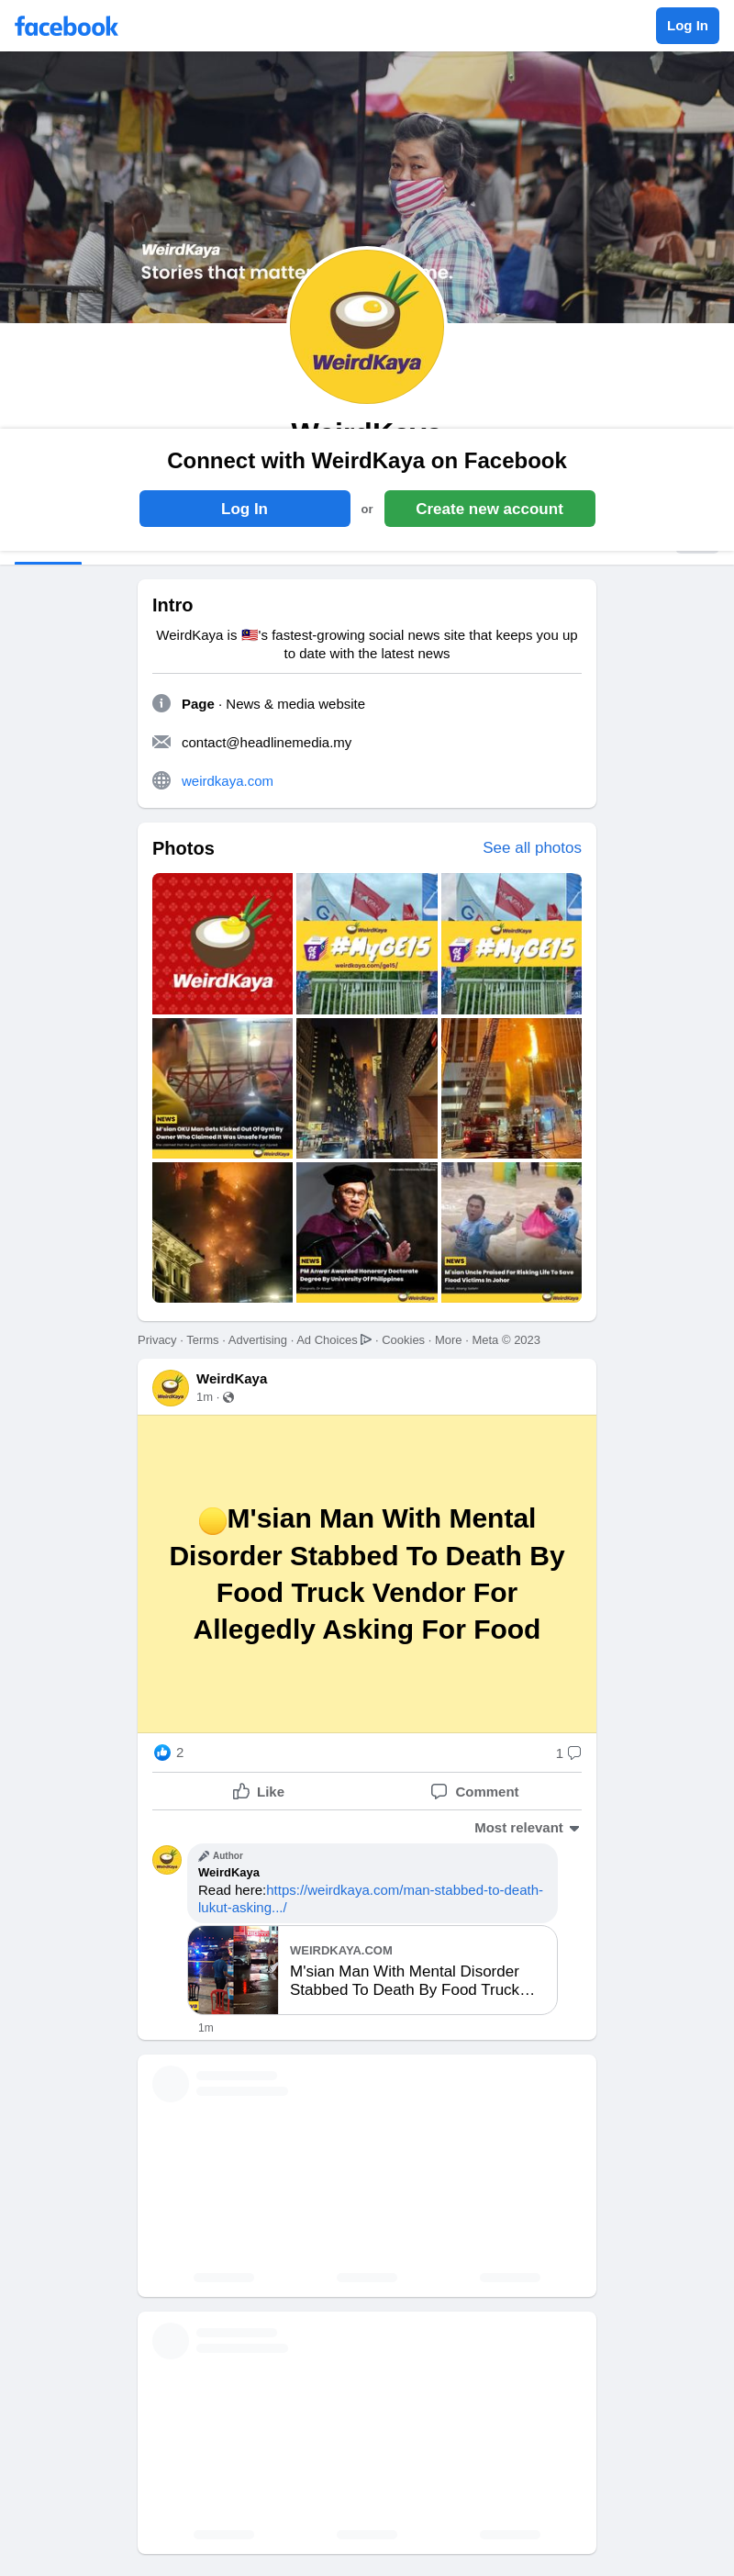 facebook
Log In
WeirdKaya
Stories that matter
me.
WeirdKaya
WeirdKaya
Connect with WeirdKaya on Facebook
Log In
or
Create new account
Intro
WeirdKaya is 🇲🇾's fastest-growing social news site that keeps you up
to date with the latest news
Page · News & media website
contact@headlinemedia.my
weirdkaya.com
Photos
See all photos
WeirdKaya
WeirdKaya
#MyGE15
weirdkaya.com/ge15/
WeirdKaya
#MyGE15
NEWS
M'sian OKU Man Gets Kicked Out Of Gym By
Owner Who Claimed It Was Unsafe For Him
WeirdKaya
NEWS
PM Anwar Awarded Honorary Doctorate
Degree By University Of Philippines
WeirdKaya
NEWS
M'sian Uncle Praised For Risking Life To Save
Flood Victims In Johor
WeirdKaya
Privacy · Terms · Advertising · Ad Choices · Cookies · More · Meta © 2023
WeirdKaya
1m ·
M'sian Man With Mental
Disorder Stabbed To Death By
Food Truck Vendor For
Allegedly Asking For Food
2
1
Like
Comment
Most relevant
Author
WeirdKaya
Read here:https://weirdkaya.com/man-stabbed-to-death-
lukut-asking.../
WEIRDKAYA.COM
M'sian Man With Mental Disorder
Stabbed To Death By Food Truck…
1m